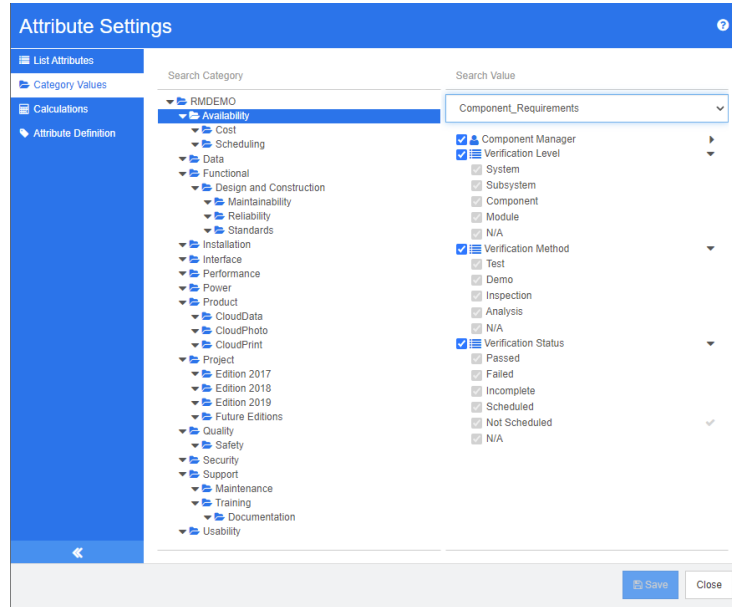 Attribute Settings
List Attributes
Category Values
Calculations
Attribute Definition
Search Category
RMDEMO
Availability
Cost
Scheduling
Data
Functional
Design and Construction
Maintainability
Reliability
Standards
Installation
Interface
Performance
Power
Product
CloudData
CloudPhoto
CloudPrint
Project
Edition 2017
Edition 2018
Edition 2019
Future Editions
Quality
Safety
Security
Support
Maintenance
Training
Documentation
Usability
Search Value
Component_Requirements
Component Manager
Verification Level
System
Subsystem
Component
Module
N/A
Verification Method
Test
Demo
Inspection
Analysis
N/A
Verification Status
Passed
Failed
Incomplete
Scheduled
Not Scheduled
N/A
Save
Close